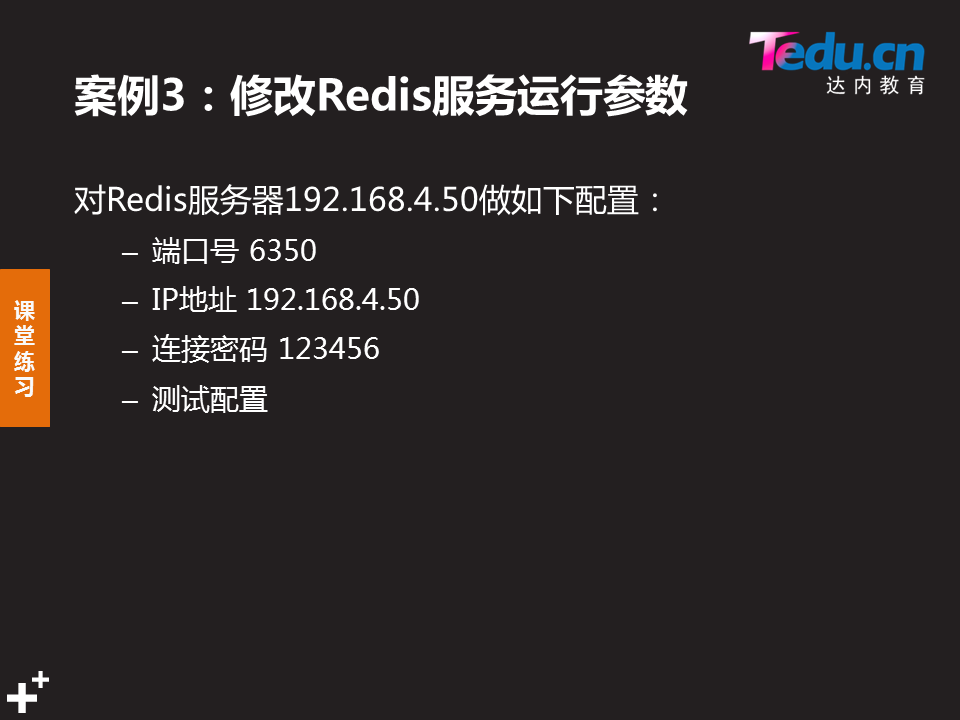 Tedu.cn
达内教育
案例3：修改Redis服务运行参数
对Redis服务器192.168.4.50做如下配置：
– 端口号 6350
– IP地址 192.168.4.50
– 连接密码 123456
– 测试配置
课堂练习